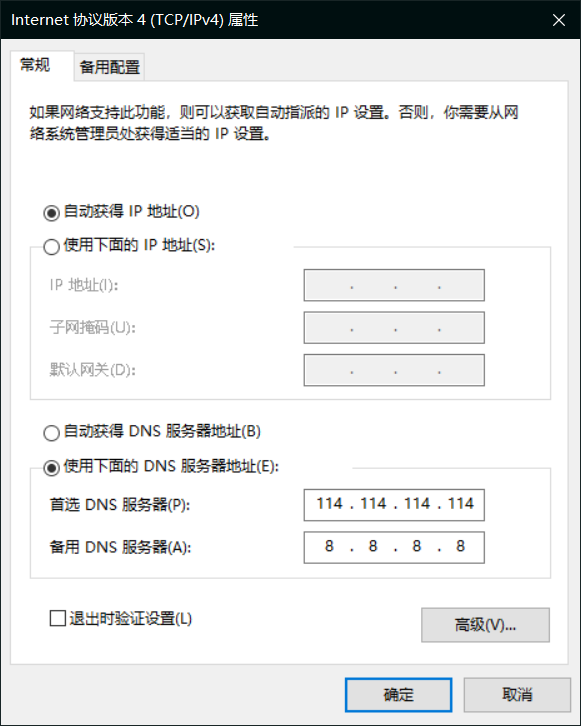 Internet 协议版本 4 (TCP/IPv4) 属性
常规
备用配置
如果网络支持此功能，则可以获取自动指派的 IP 设置。否则，你需要从网
络系统管理员处获得适当的 IP 设置。
自动获得 IP 地址(O)
使用下面的 IP 地址(S):
IP 地址(I):
子网掩码(U):
默认网关(D):
自动获得 DNS 服务器地址(B)
使用下面的 DNS 服务器地址(E):
首选 DNS 服务器(P):
114 . 114 . 114 . 114
备用 DNS 服务器(A):
8 . 8 . 8 . 8
退出时验证设置(L)
高级(V)...
确定
取消